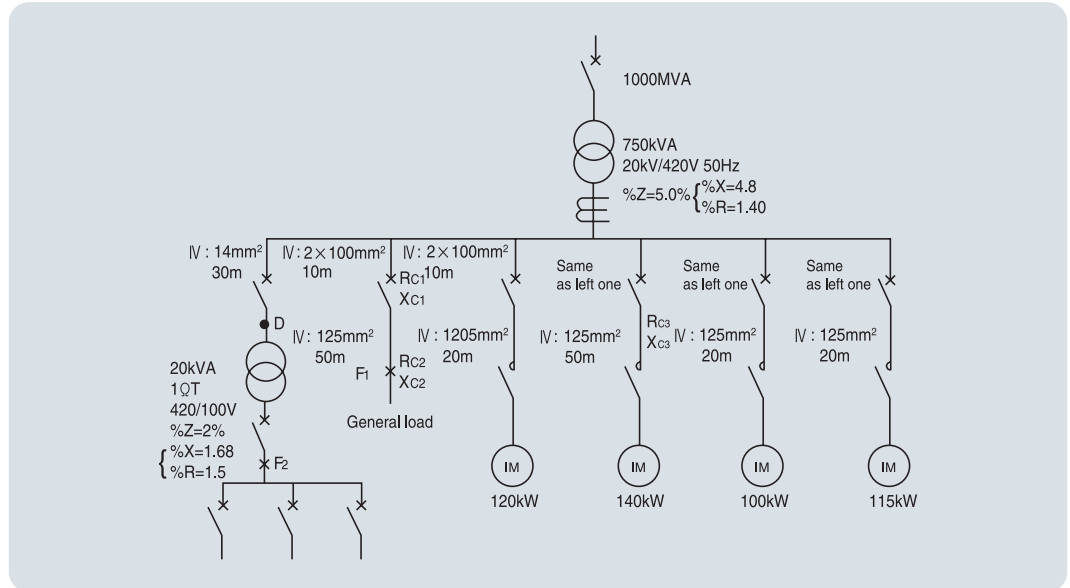 1000MVA
750kVA
20kV/420V 50Hz
%Z=5.0% { %X=4.8
%R=1.40
IV : 14mm²
30m
IV : 2×100mm²
10m
IV : 2×100mm²
10m
Same
as left one
Same
as left one
Same
as left one
RC1
XC1
D
IV : 125mm²
50m
F1
RC2
XC2
General load
IV : 1205mm²
20m
IV : 125mm²
50m
RC3
XC3
IV : 125mm²
20m
IV : 125mm²
20m
20kVA
1ΩT
420/100V
%Z=2%
{ %X=1.68
%R=1.5
F2
IM
120kW
IM
140kW
IM
100kW
IM
115kW